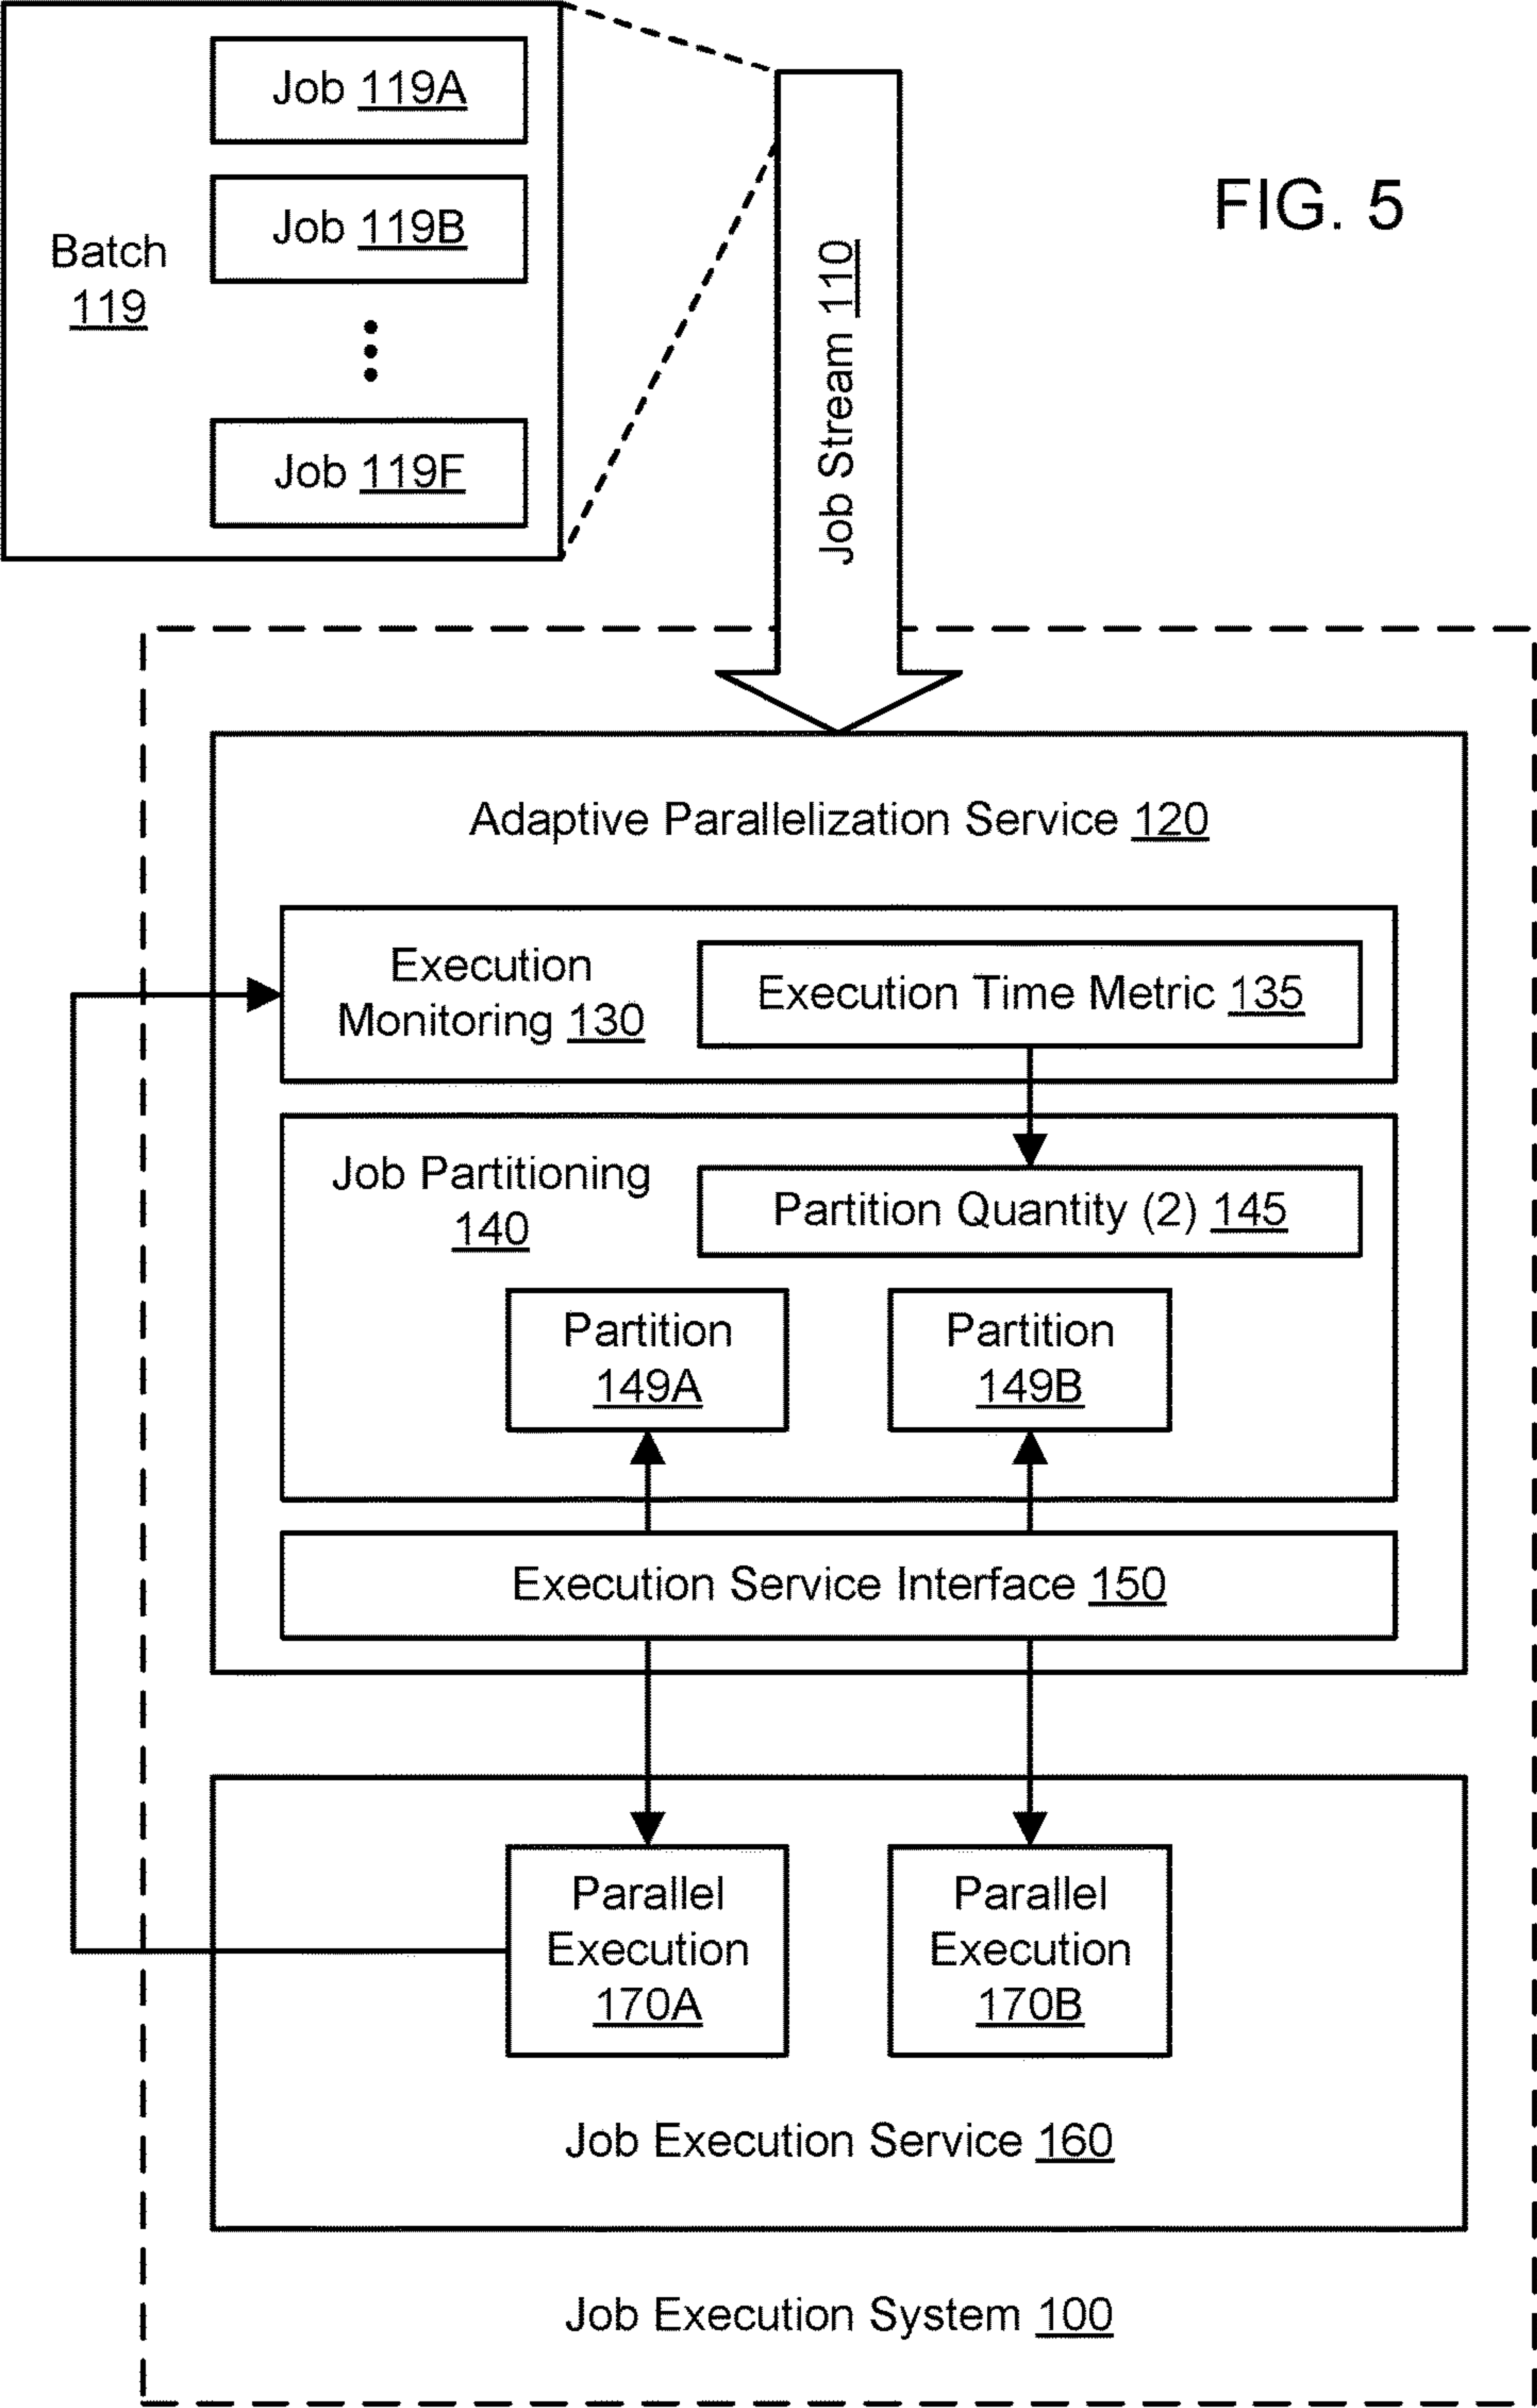 Job 119A
Job 119B
Batch
119
Job 119F
FIG. 5
Job Stream 110
Adaptive Parallelization Service 120
Execution
Monitoring 130
Execution Time Metric 135
Job Partitioning
140
Partition Quantity (2) 145
Partition
149A
Partition
149B
Execution Service Interface 150
Parallel
Execution
170A
Parallel
Execution
170B
Job Execution Service 160
Job Execution System 100